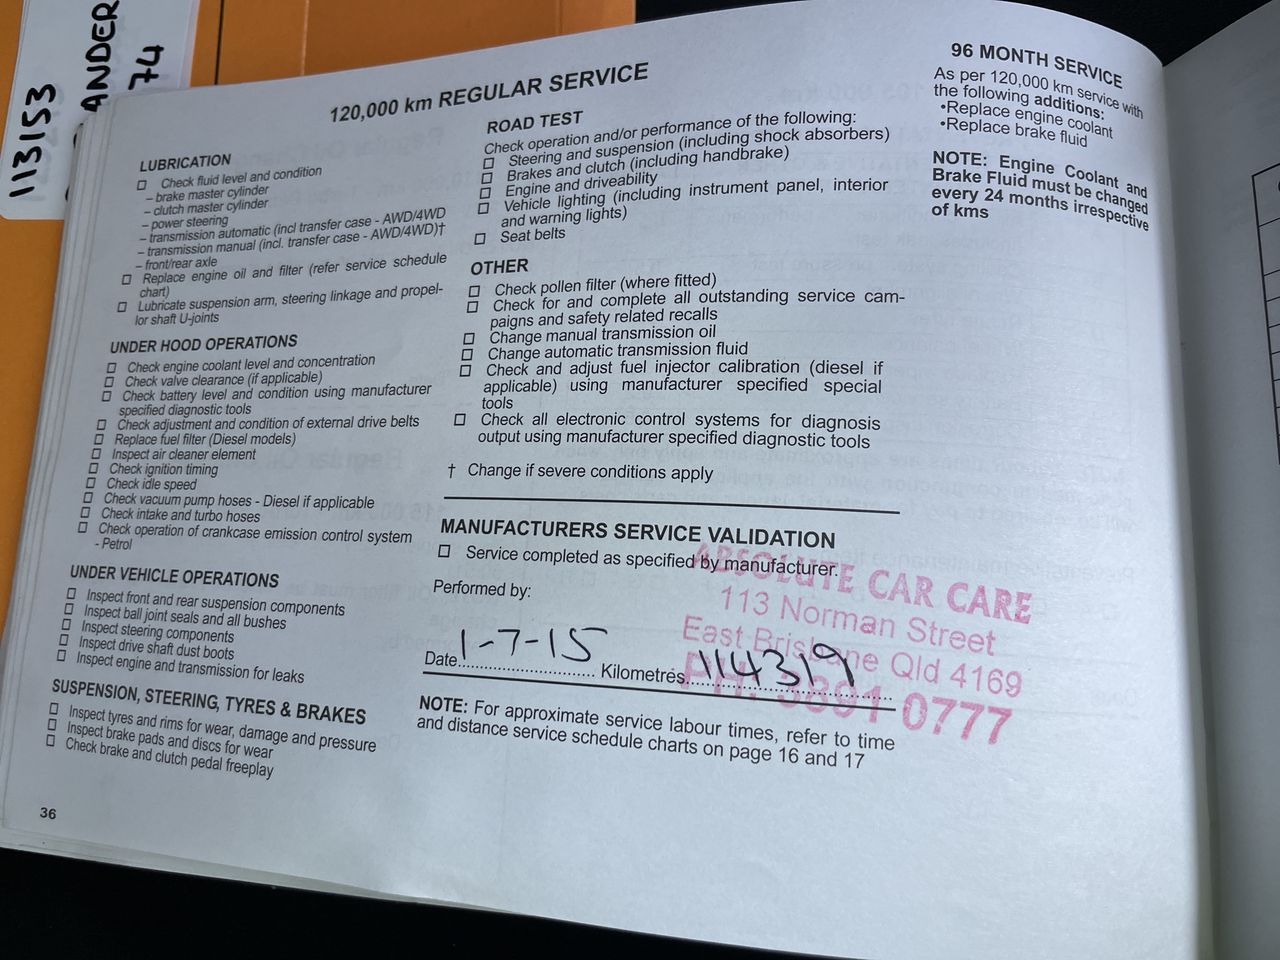 113153
ANDER
74
120,000 km REGULAR SERVICE
LUBRICATION
Check fluid level and condition
– brake master cylinder
– clutch master cylinder
– power steering
– transmission automatic (incl transfer case - AWD/4WD
– transmission manual (incl. transfer case - AWD/4WD)†
– front/rear axle
Replace engine oil and filter (refer service schedule
chart)
Lubricate suspension arm, steering linkage and propel-
lor shaft U-joints
UNDER HOOD OPERATIONS
Check engine coolant level and concentration
Check valve clearance (if applicable)
Check battery level and condition using manufacturer
specified diagnostic tools
Check adjustment and condition of external drive belts
Replace fuel filter (Diesel models)
Inspect air cleaner element
Check ignition timing
Check idle speed
Check vacuum pump hoses - Diesel if applicable
Check intake and turbo hoses
Check operation of crankcase emission control system
- Petrol
UNDER VEHICLE OPERATIONS
Inspect front and rear suspension components
Inspect ball joint seals and all bushes
Inspect steering components
Inspect drive shaft dust boots
Inspect engine and transmission for leaks
SUSPENSION, STEERING, TYRES & BRAKES
Inspect tyres and rims for wear, damage and pressure
Inspect brake pads and discs for wear
Check brake and clutch pedal freeplay
36
ROAD TEST
Check operation and/or performance of the following:
Steering and suspension (including shock absorbers)
Brakes and clutch (including handbrake)
Engine and driveability
Vehicle lighting (including instrument panel, interior
and warning lights)
Seat belts
OTHER
Check pollen filter (where fitted)
Check for and complete all outstanding service cam-
paigns and safety related recalls
Change manual transmission oil
Change automatic transmission fluid
Check and adjust fuel injector calibration (diesel if
applicable) using manufacturer specified special
tools
Check all electronic control systems for diagnosis
output using manufacturer specified diagnostic tools
† Change if severe conditions apply
MANUFACTURERS SERVICE VALIDATION
Service completed as specified by manufacturer.
Performed by:
ABSOLUTE CAR CARE
113 Norman Street
East Brisbane Qld 4169
PH: 3891 0777
Date 1-7-15 Kilometres 114319
NOTE: For approximate service labour times, refer to time
and distance service schedule charts on page 16 and 17
96 MONTH SERVICE
As per 120,000 km service with
the following additions:
•Replace engine coolant
•Replace brake fluid
NOTE: Engine Coolant and
Brake Fluid must be changed
every 24 months irrespective
of kms